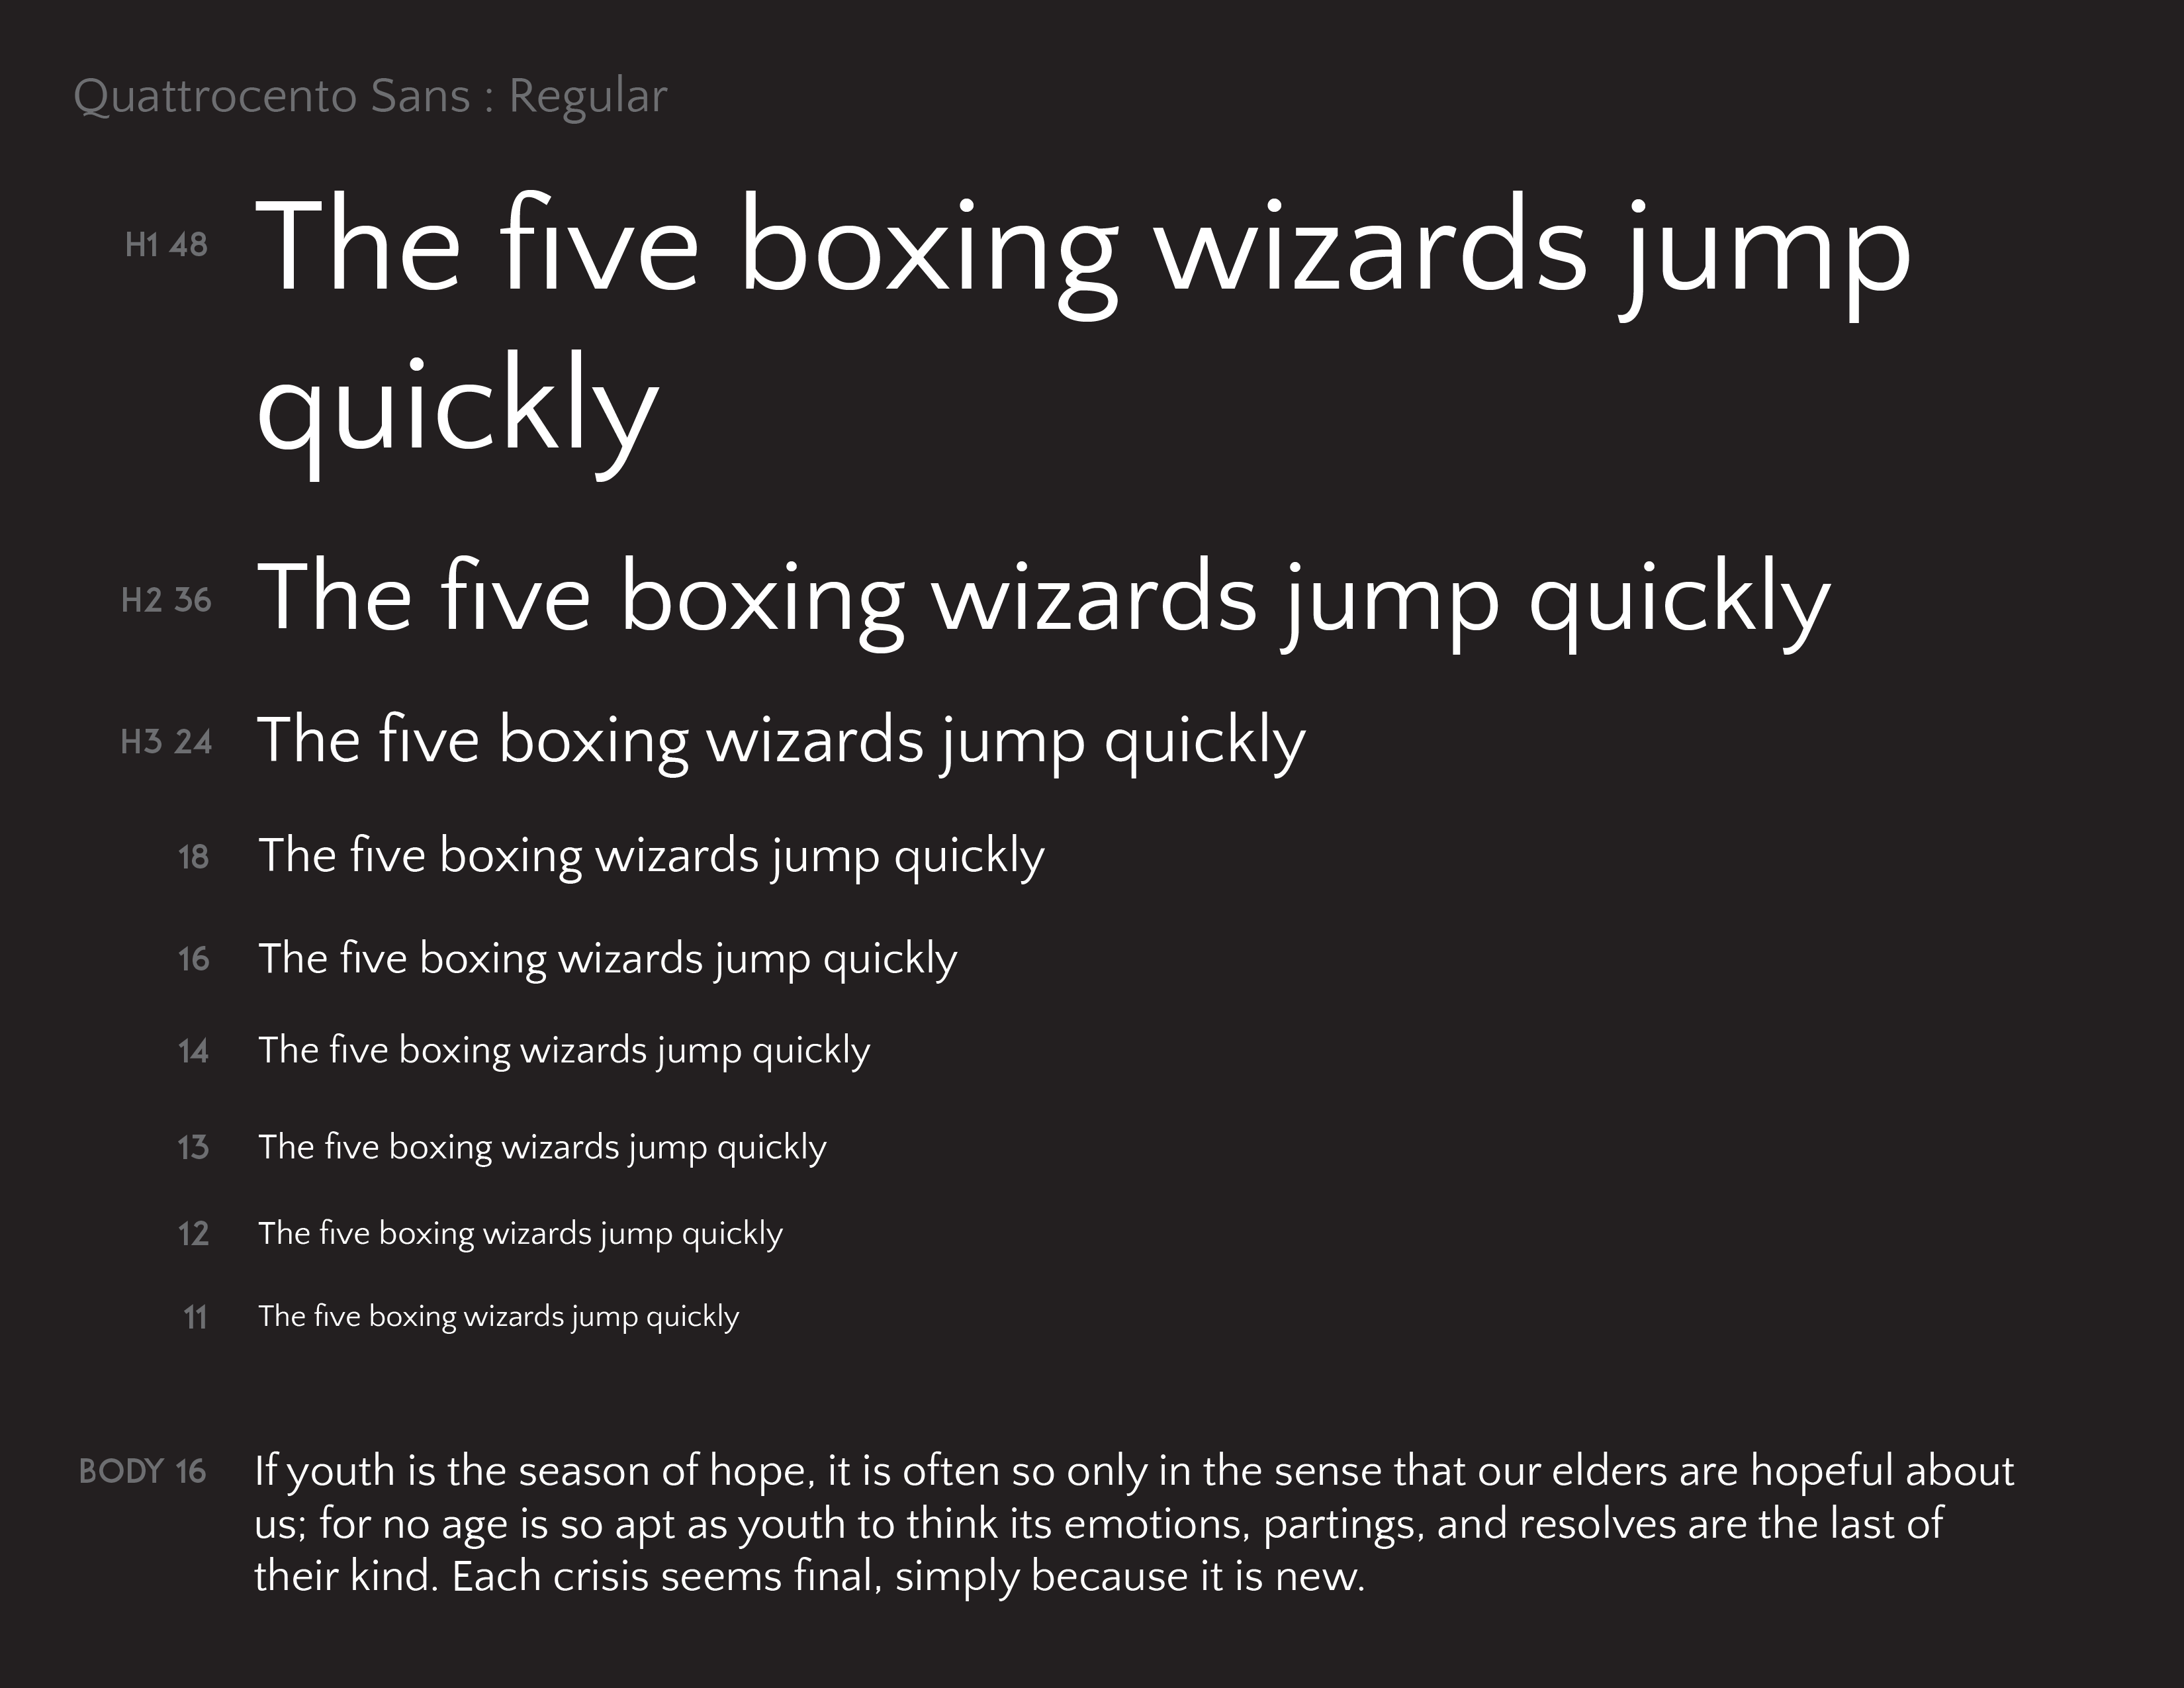 Quattrocento Sans : Regular
H1 48 The five boxing wizards jump
quickly
H2 36 The five boxing wizards jump quickly
H3 24 The five boxing wizards jump quickly
18 The five boxing wizards jump quickly
16 The five boxing wizards jump quickly
14 The five boxing wizards jump quickly
13 The five boxing wizards jump quickly
12 The five boxing wizards jump quickly
11 The five boxing wizards jump quickly
BODY 16 If youth is the season of hope, it is often so only in the sense that our elders are hopeful about
us; for no age is so apt as youth to think its emotions, partings, and resolves are the last of
their kind. Each crisis seems final, simply because it is new.